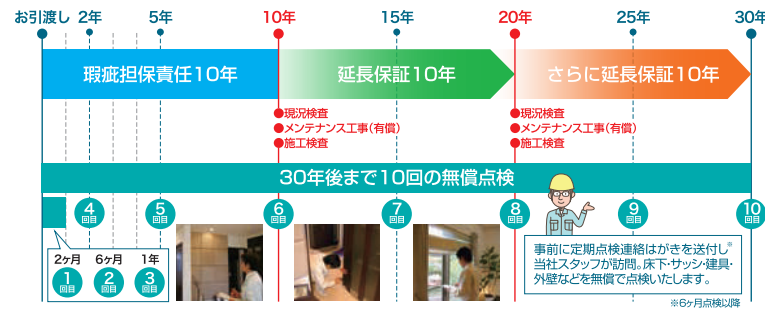 お引渡し 2年 5年 10年 15年 20年 25年 30年
瑕疵担保責任10年 延長保証10年 さらに延長保証10年
現況検査
メンテナンス工事(有償)
施工検査
現況検査
メンテナンス工事(有償)
施工検査
30年後まで10回の無償点検
4回目 5回目 6回目 7回目 8回目 9回目 10回目
2ヶ月 6ヶ月 1年
1回目 2回目 3回目
事前に定期点検連絡はがきを送付し※
当社スタッフが訪問。床下・サッシ・建具・
外壁などを無償で点検いたします。
※6ヶ月点検以降